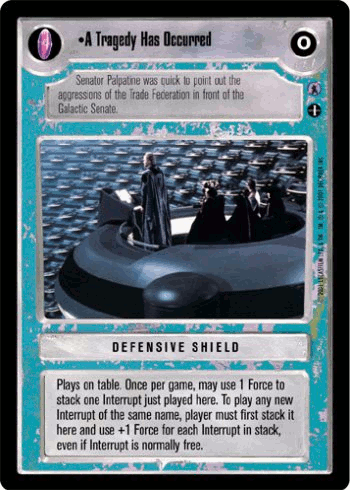 •A Tragedy Has Occurred
O
Senator Palpatine was quick to point out the
aggressions of the Trade Federation in front of the
Galactic Senate.
DEFENSIVE SHIELD
Plays on table. Once per game, may use 1 Force to
stack one Interrupt just played here. To play any new
Interrupt of the same name, player must first stack it
here and use +1 Force for each Interrupt in stack,
even if Interrupt is normally free.